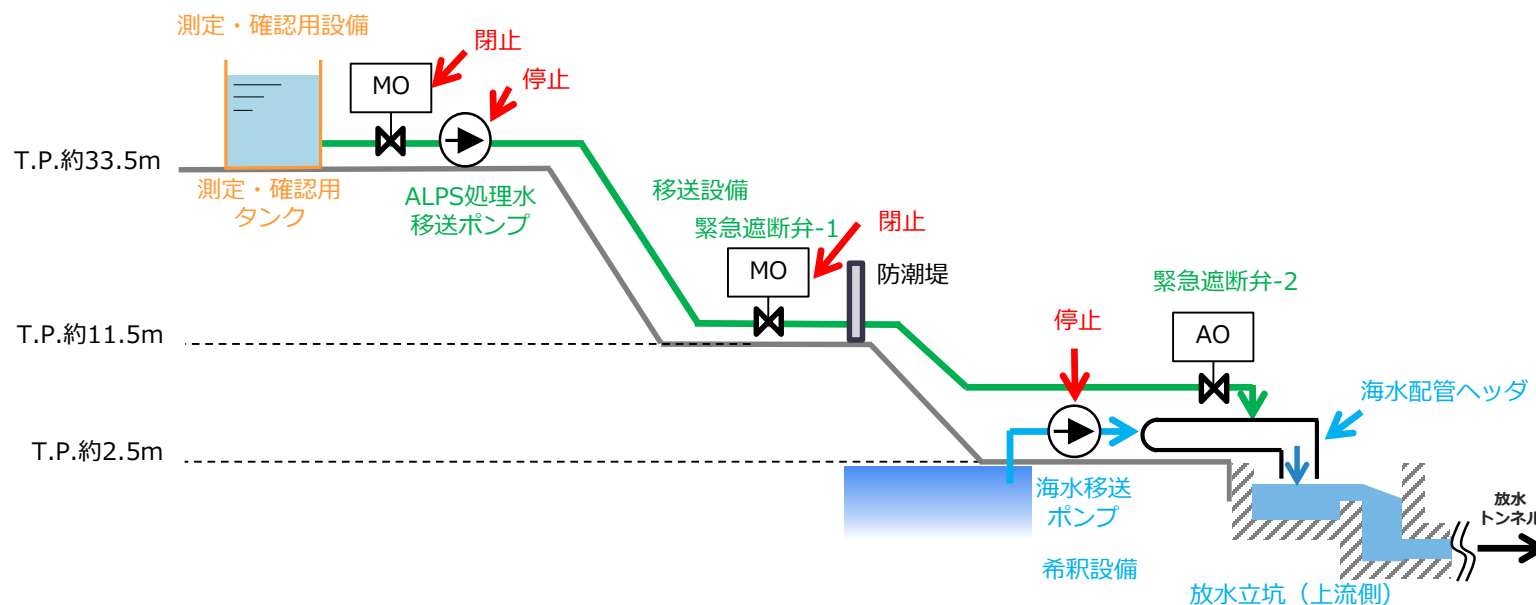 測定・確認用設備
閉止
MO
停止
T.P.約33.5m
測定・確認用
タンク
ALPS処理水
移送ポンプ
移送設備
緊急遮断弁-1
閉止
MO
防潮堤
緊急遮断弁-2
T.P.約11.5m
停止
AO
海水配管ヘッダ
T.P.約2.5m
海水移送
ポンプ
放水
トンネル
希釈設備
放水立坑（上流側）